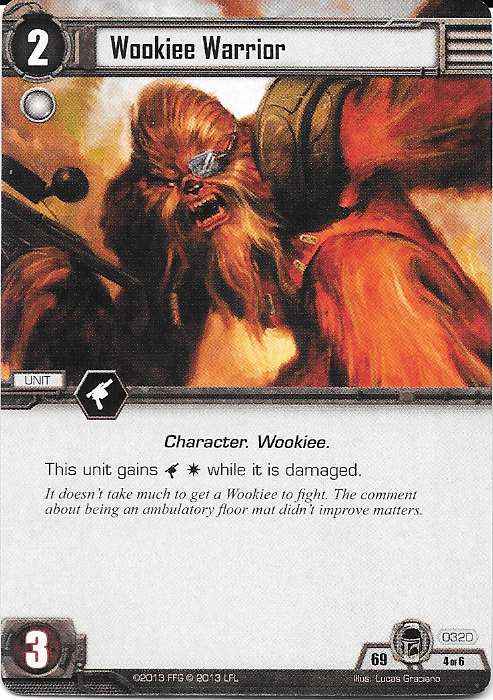 2
Wookiee Warrior
UNIT
Character. Wookiee.
This unit gains while it is damaged.
It doesn't take much to get a Wookiee to fight. The comment
about being an ambulatory floor mat didn't improve matters.
3
69
0320
4 OF 6
©2013 FFG © 2013 LFL
Illus. Lucas Graciano